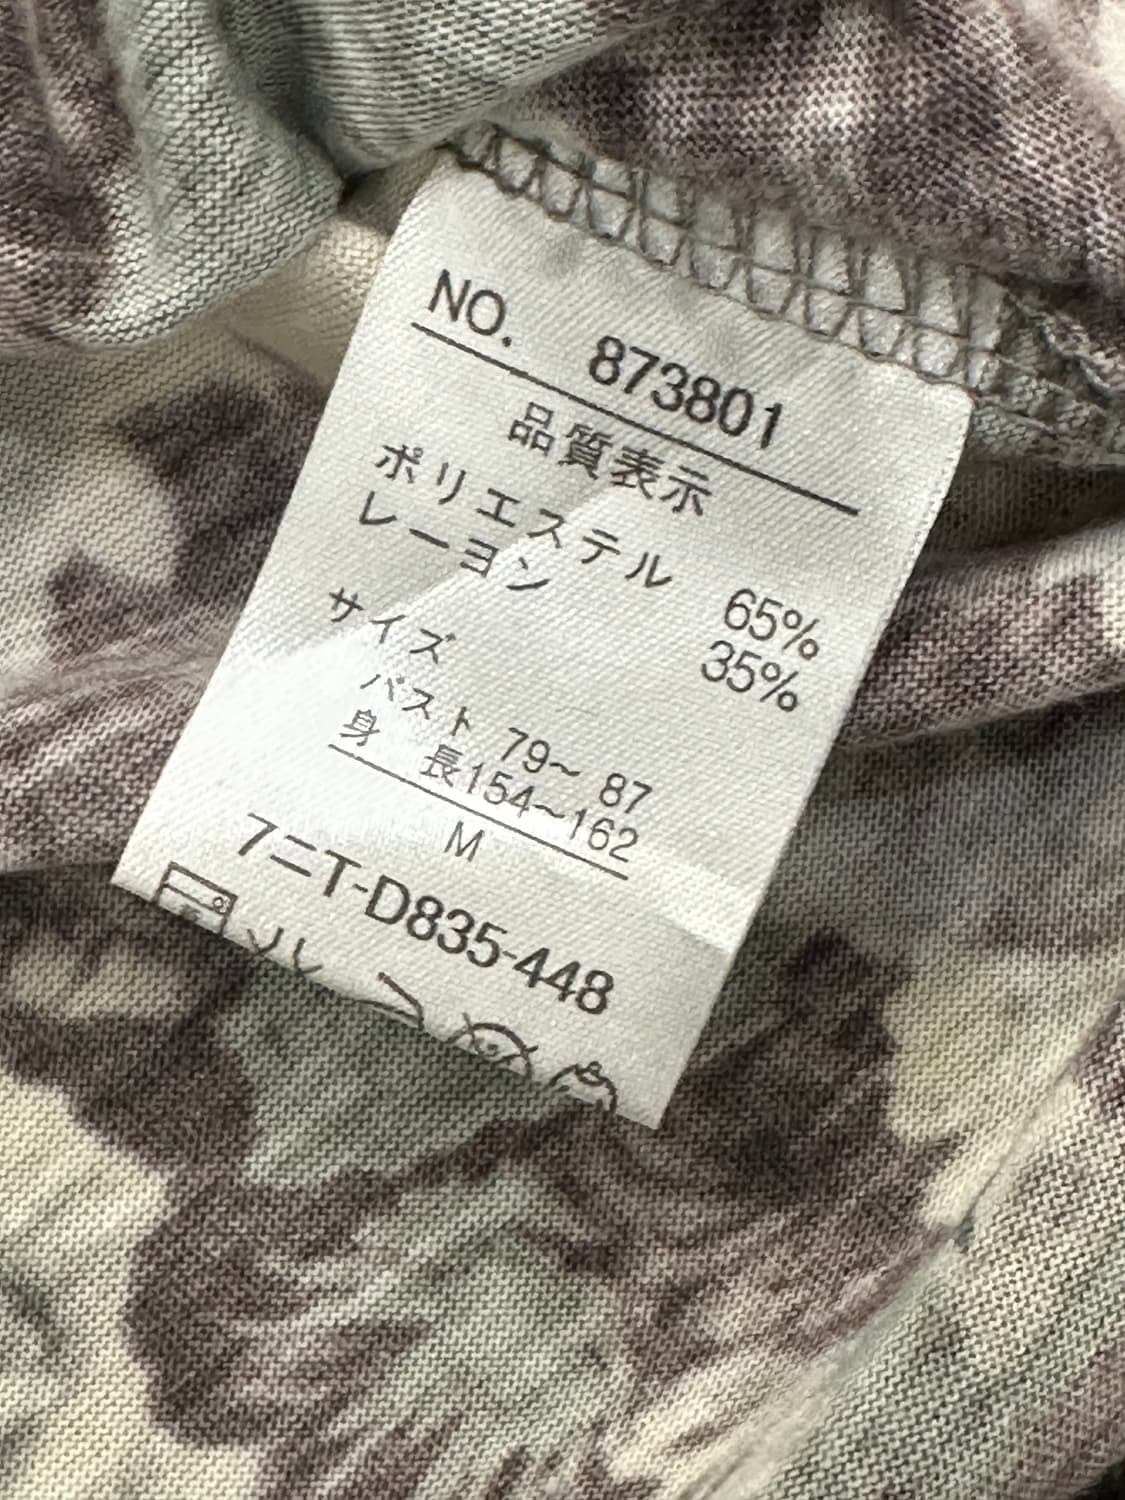 NO. 873801
品質表示
ポリエステル 65%
レーヨン 35%
サイズ
バスト 79~ 87
身 長154~162
M
7ニT-D835-448